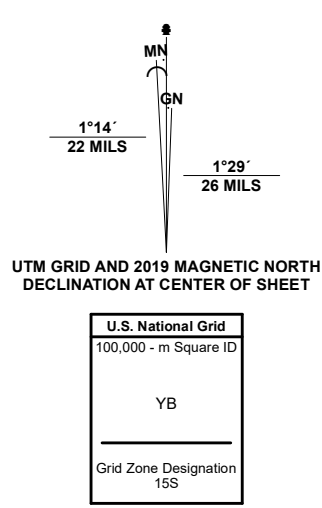 MN
GN
1°14´
22 MILS
1°29´
26 MILS
UTM GRID AND 2019 MAGNETIC NORTH
DECLINATION AT CENTER OF SHEET
U.S. National Grid
100,000 - m Square ID
YB
Grid Zone Designation
15S